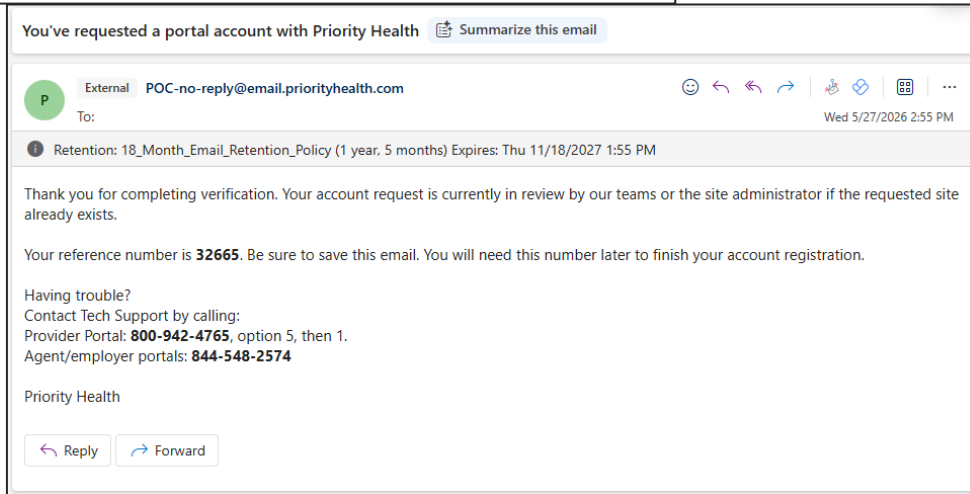 You've requested a portal account with Priority Health Summarize this email
P
External POC-no-reply@email.priorityhealth.com
To:
Wed 5/27/2026 2:55 PM
Retention: 18_Month_Email_Retention_Policy (1 year, 5 months) Expires: Thu 11/18/2027 1:55 PM
Thank you for completing verification. Your account request is currently in review by our teams or the site administrator if the requested site
already exists.
Your reference number is 32665. Be sure to save this email. You will need this number later to finish your account registration.
Having trouble?
Contact Tech Support by calling:
Provider Portal: 800-942-4765, option 5, then 1.
Agent/employer portals: 844-548-2574
Priority Health
Reply Forward